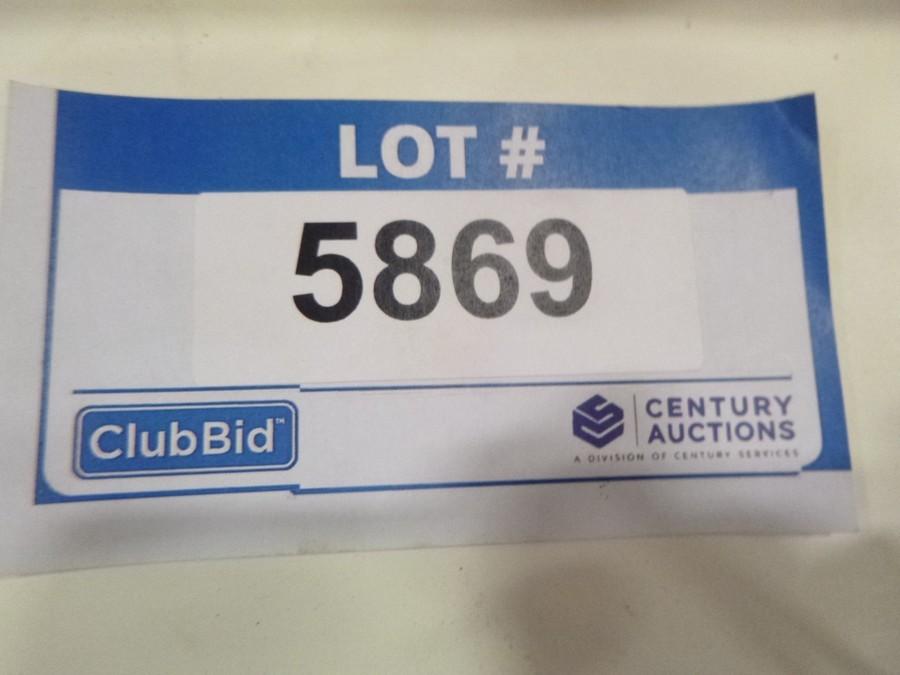 LOT #
5869
ClubBid™
CENTURY
AUCTIONS
A DIVISION OF CENTURY SERVICES